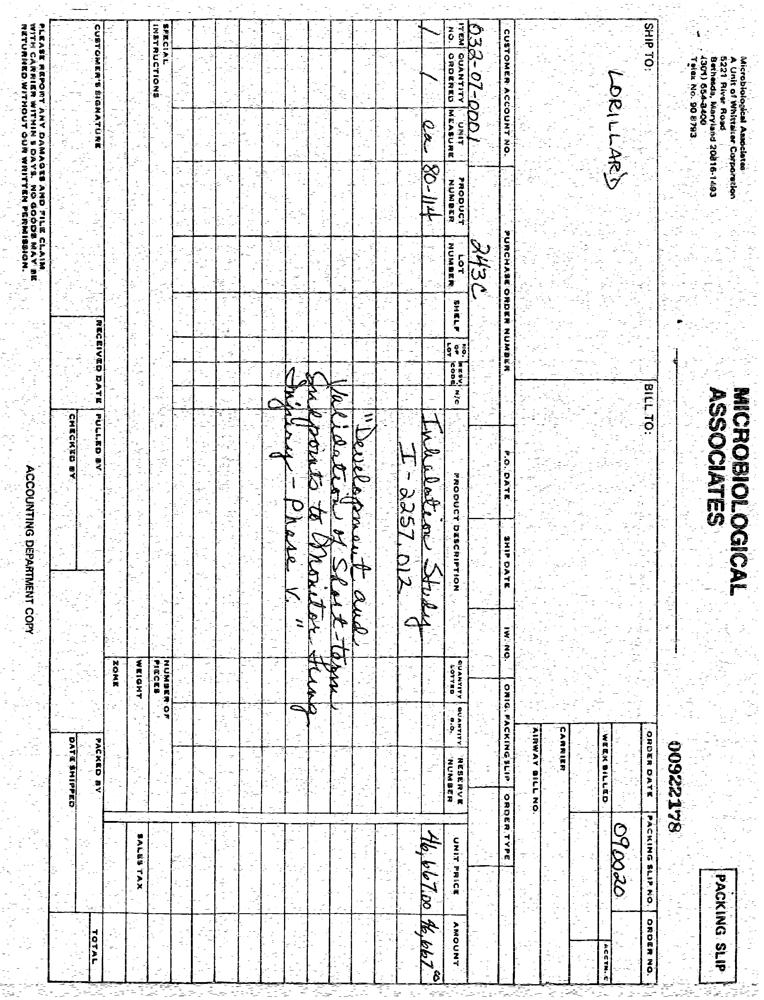 Microbiological Associates
A Unit of Whittaker Corporation
5221 River Road
Bethesda, Maryland 20816-1493
(301) 654-3400
Telex No. 90 8793
MICROBIOLOGICAL
ASSOCIATES
PACKING SLIP
00922178
SHIP TO:
LORILLARD
BILL TO:
ORDER DATE PACKING SLIP NO. ORDER NO.
090020
WEEK BILLED ACCTN-C
CARRIER
AIRWAY BILL NO.
CUSTOMER ACCOUNT NO. PURCHASE ORDER NUMBER P.O. DATE SHIP DATE IW. NO. ORIG. PACKING SLIP ORDER TYPE
032-07-0001 243C
ITEM NO. QUANTITY ORDERED UNIT MEASURE PRODUCT NUMBER LOT NUMBER SHELF NO. OF LOT RESV. CODE N/C PRODUCT DESCRIPTION QUANTITY LOTTED QUANTITY B.O. RESERVE NUMBER UNIT PRICE AMOUNT
1 1 ea 80-114 Inhalation Study 46,667.00 46,667.00
I-2257.012
"Development and
Validation of Short-term
Endpoints to Monitor Lung
Injury - Phase V."
SPECIAL INSTRUCTIONS
NUMBER OF PIECES
WEIGHT SALES TAX
ZONE
CUSTOMER'S SIGNATURE RECEIVED DATE PULLED BY PACKED BY TOTAL
CHECKED BY DATE SHIPPED
PLEASE REPORT ANY DAMAGES AND FILE CLAIM
WITH CARRIER WITHIN 5 DAYS. NO GOODS MAY BE
RETURNED WITHOUT OUR WRITTEN PERMISSION.
ACCOUNTING DEPARTMENT COPY